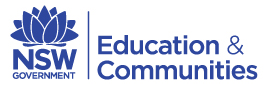 NSW
GOVERNMENT
Education &
Communities